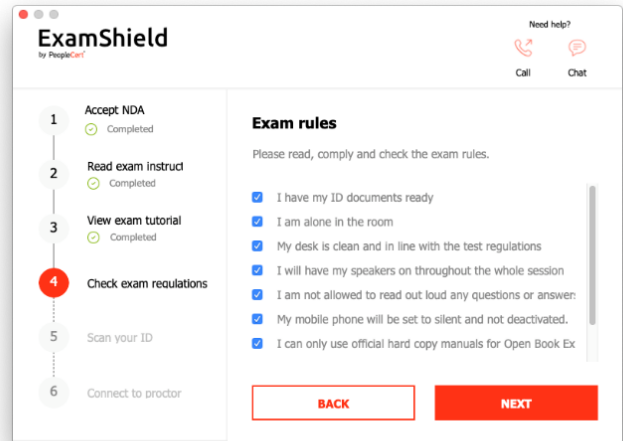 ExamShield
by PeopleCert
Need help?
Call
Chat
1
Accept NDA
Completed
2
Read exam instruct
Completed
3
View exam tutorial
Completed
4
Check exam regulations
5
Scan your ID
6
Connect to proctor
Exam rules
Please read, comply and check the exam rules.
I have my ID documents ready
I am alone in the room
My desk is clean and in line with the test regulations
I will have my speakers on throughout the whole session
I am not allowed to read out loud any questions or answers
My mobile phone will be set to silent and not deactivated.
I can only use official hard copy manuals for Open Book Ex
BACK
NEXT